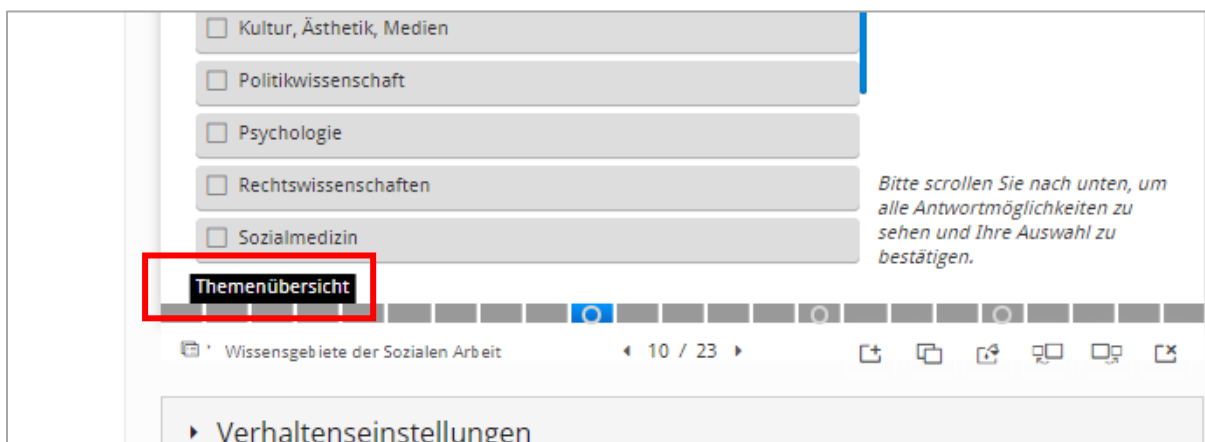 Kultur, Ästhetik, Medien
Politikwissenschaft
Psychologie
Rechtswissenschaften
Sozialmedizin
Bitte scrollen Sie nach unten, um
alle Antwortmöglichkeiten zu
sehen und Ihre Auswahl zu
bestätigen.
Themenübersicht
Wissensgebiete der Sozialen Arbeit
10 / 23
Verhaltenseinstellungen